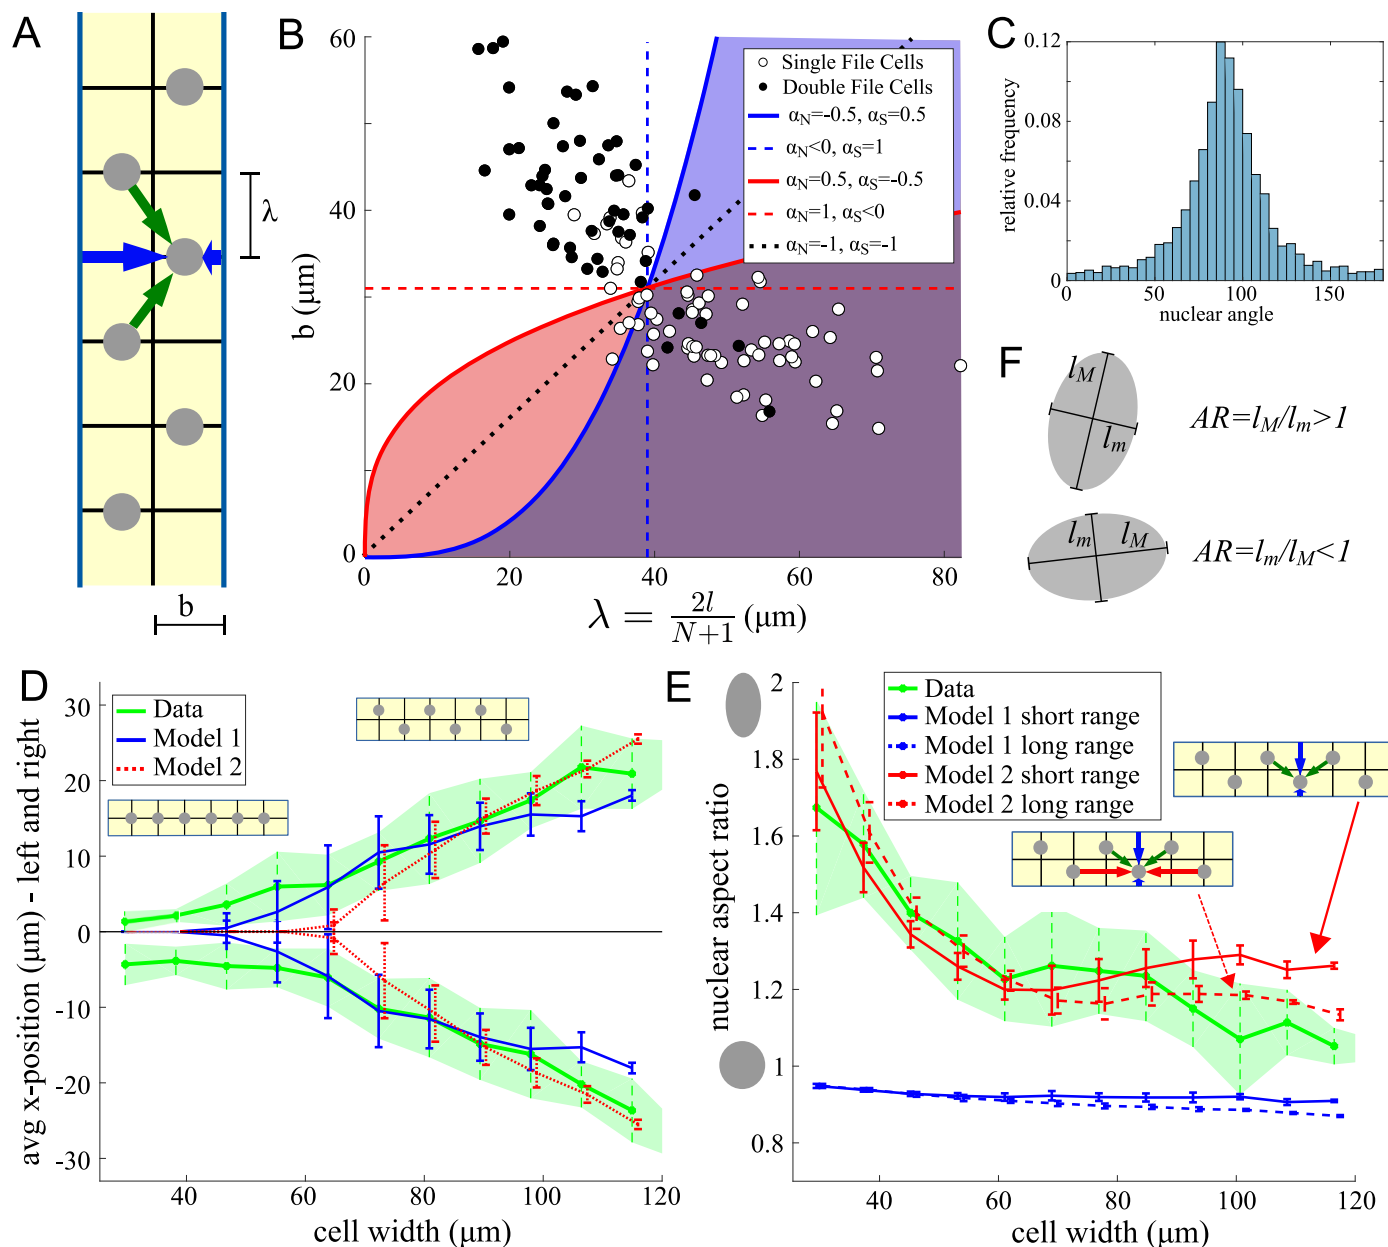 A
λ
b
B
60
40
20
0
0
20
40
60
80
b (μm)
λ = 2l/N+1 (μm)
Single File Cells
Double File Cells
αN=-0.5, αS=0.5
αN<0, αS=1
αN=0.5, αS=-0.5
αN=1, αS<0
αN=-1, αS=-1
C
relative frequency
0.12
0.08
0.04
0
0
50
100
150
nuclear angle
F
lM
lm
AR=lM/lm>1
lm
lM
AR=lm/lM<1
D
avg x-position (μm) - left and right
30
20
10
0
-10
-20
-30
40
60
80
100
120
cell width (μm)
Data
Model 1
Model 2
E
nuclear aspect ratio
2
1.8
1.6
1.4
1.2
1
0.8
40
60
80
100
120
cell width (μm)
Data
Model 1 short range
Model 1 long range
Model 2 short range
Model 2 long range